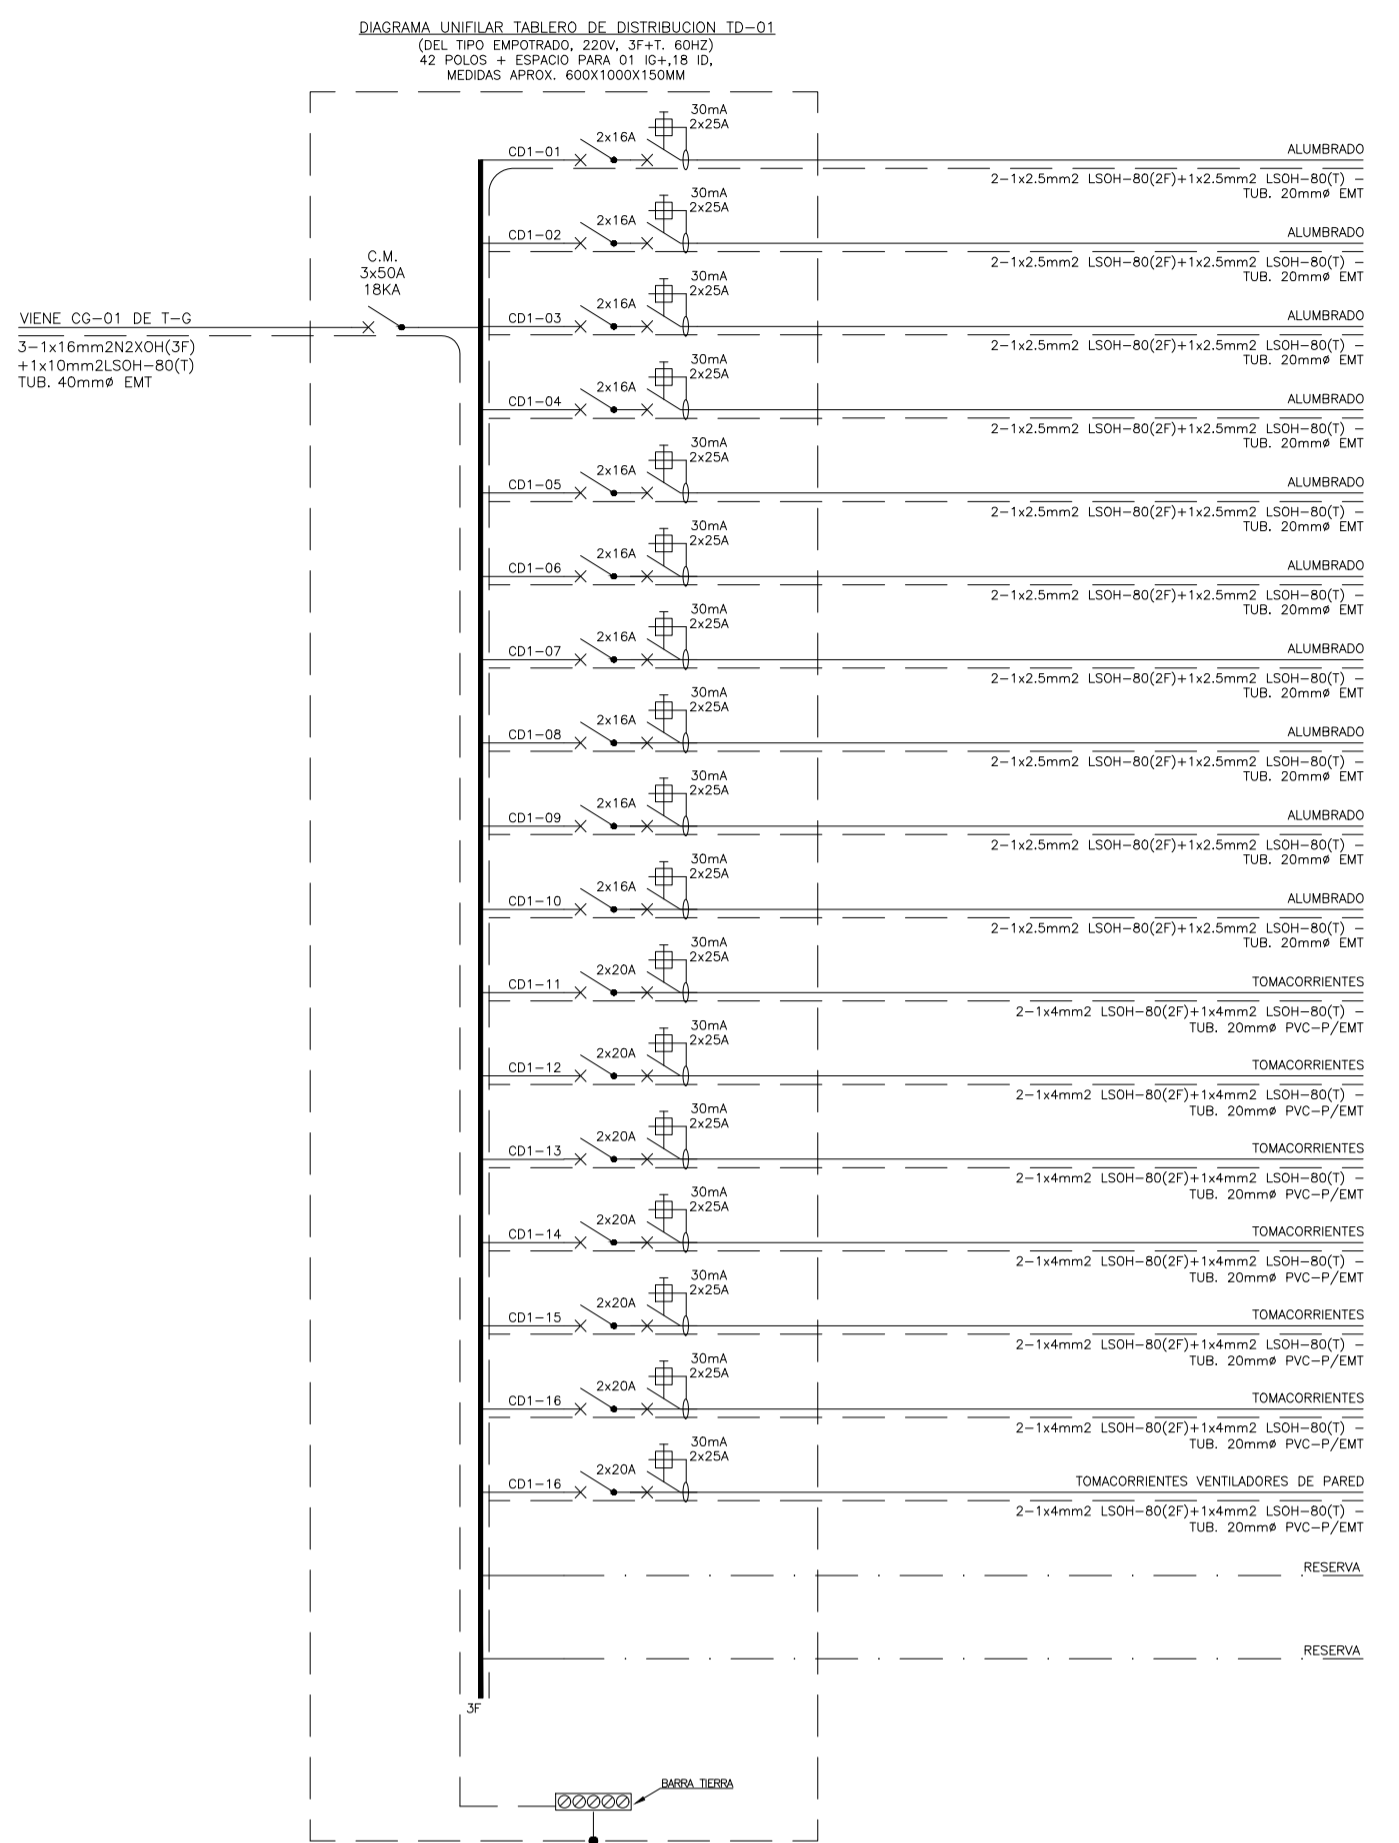 DIAGRAMA UNIFILAR TABLERO DE DISTRIBUCION TD-01
(DEL TIPO EMPOTRADO, 220V, 3F+T. 60HZ)
42 POLOS + ESPACIO PARA 01 IG+,18 ID,
MEDIDAS APROX. 600X1000X150MM
C.M.
3x50A
18KA
VIENE CG-01 DE T-G
3-1x16mm2N2XOH(3F)
+1x10mm2LSOH-80(T)
TUB. 40mmø EMT
30mA
2x25A
2x16A
CD1-01
ALUMBRADO
2-1x2.5mm2 LSOH-80(2F)+1x2.5mm2 LSOH-80(T) -
TUB. 20mmø EMT
30mA
2x25A
2x16A
CD1-02
ALUMBRADO
2-1x2.5mm2 LSOH-80(2F)+1x2.5mm2 LSOH-80(T) -
TUB. 20mmø EMT
30mA
2x25A
2x16A
CD1-03
ALUMBRADO
2-1x2.5mm2 LSOH-80(2F)+1x2.5mm2 LSOH-80(T) -
TUB. 20mmø EMT
30mA
2x25A
2x16A
CD1-04
ALUMBRADO
2-1x2.5mm2 LSOH-80(2F)+1x2.5mm2 LSOH-80(T) -
TUB. 20mmø EMT
30mA
2x25A
2x16A
CD1-05
ALUMBRADO
2-1x2.5mm2 LSOH-80(2F)+1x2.5mm2 LSOH-80(T) -
TUB. 20mmø EMT
30mA
2x25A
2x16A
CD1-06
ALUMBRADO
2-1x2.5mm2 LSOH-80(2F)+1x2.5mm2 LSOH-80(T) -
TUB. 20mmø EMT
30mA
2x25A
2x16A
CD1-07
ALUMBRADO
2-1x2.5mm2 LSOH-80(2F)+1x2.5mm2 LSOH-80(T) -
TUB. 20mmø EMT
30mA
2x25A
2x16A
CD1-08
ALUMBRADO
2-1x2.5mm2 LSOH-80(2F)+1x2.5mm2 LSOH-80(T) -
TUB. 20mmø EMT
30mA
2x25A
2x16A
CD1-09
ALUMBRADO
2-1x2.5mm2 LSOH-80(2F)+1x2.5mm2 LSOH-80(T) -
TUB. 20mmø EMT
30mA
2x25A
2x16A
CD1-10
ALUMBRADO
2-1x2.5mm2 LSOH-80(2F)+1x2.5mm2 LSOH-80(T) -
TUB. 20mmø EMT
30mA
2x25A
2x20A
CD1-11
TOMACORRIENTES
2-1x4mm2 LSOH-80(2F)+1x4mm2 LSOH-80(T) -
TUB. 20mmø PVC-P/EMT
30mA
2x25A
2x20A
CD1-12
TOMACORRIENTES
2-1x4mm2 LSOH-80(2F)+1x4mm2 LSOH-80(T) -
TUB. 20mmø PVC-P/EMT
30mA
2x25A
2x20A
CD1-13
TOMACORRIENTES
2-1x4mm2 LSOH-80(2F)+1x4mm2 LSOH-80(T) -
TUB. 20mmø PVC-P/EMT
30mA
2x25A
2x20A
CD1-14
TOMACORRIENTES
2-1x4mm2 LSOH-80(2F)+1x4mm2 LSOH-80(T) -
TUB. 20mmø PVC-P/EMT
30mA
2x25A
2x20A
CD1-15
TOMACORRIENTES
2-1x4mm2 LSOH-80(2F)+1x4mm2 LSOH-80(T) -
TUB. 20mmø PVC-P/EMT
30mA
2x25A
2x20A
CD1-16
TOMACORRIENTES
2-1x4mm2 LSOH-80(2F)+1x4mm2 LSOH-80(T) -
TUB. 20mmø PVC-P/EMT
30mA
2x25A
2x20A
CD1-16
TOMACORRIENTES VENTILADORES DE PARED
2-1x4mm2 LSOH-80(2F)+1x4mm2 LSOH-80(T) -
TUB. 20mmø PVC-P/EMT
RESERVA
RESERVA
3F
BARRA TIERRA